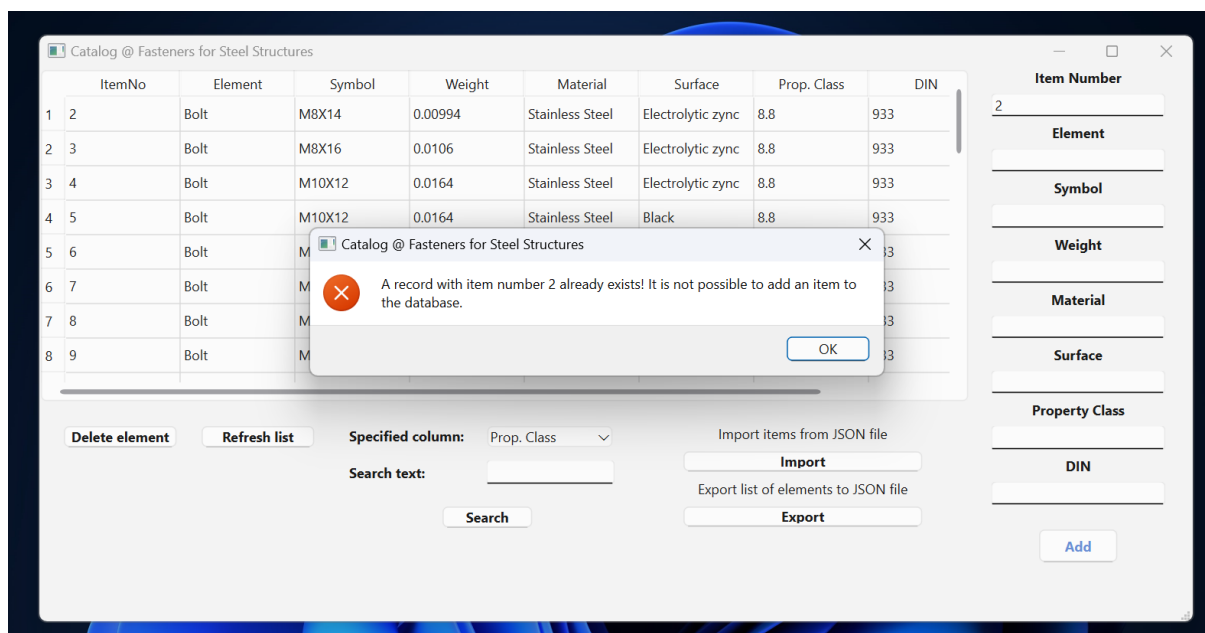 Catalog @ Fasteners for Steel Structures
ItemNo Element Symbol Weight Material Surface Prop. Class DIN
1 2 Bolt M8X14 0.00994 Stainless Steel Electrolytic zync 8.8 933
2 3 Bolt M8X16 0.0106 Stainless Steel Electrolytic zync 8.8 933
3 4 Bolt M10X12 0.0164 Stainless Steel Electrolytic zync 8.8 933
4 5 Bolt M10X12 0.0164 Stainless Steel Black 8.8 933
5 6 Bolt
6 7 Bolt
7 8 Bolt
8 9 Bolt
Catalog @ Fasteners for Steel Structures
A record with item number 2 already exists! It is not possible to add an item to
the database.
OK
Item Number
2
Element
Symbol
Weight
Material
Surface
Property Class
DIN
Add
Delete element Refresh list
Specified column: Prop. Class
Search text:
Search
Import items from JSON file
Import
Export list of elements to JSON file
Export